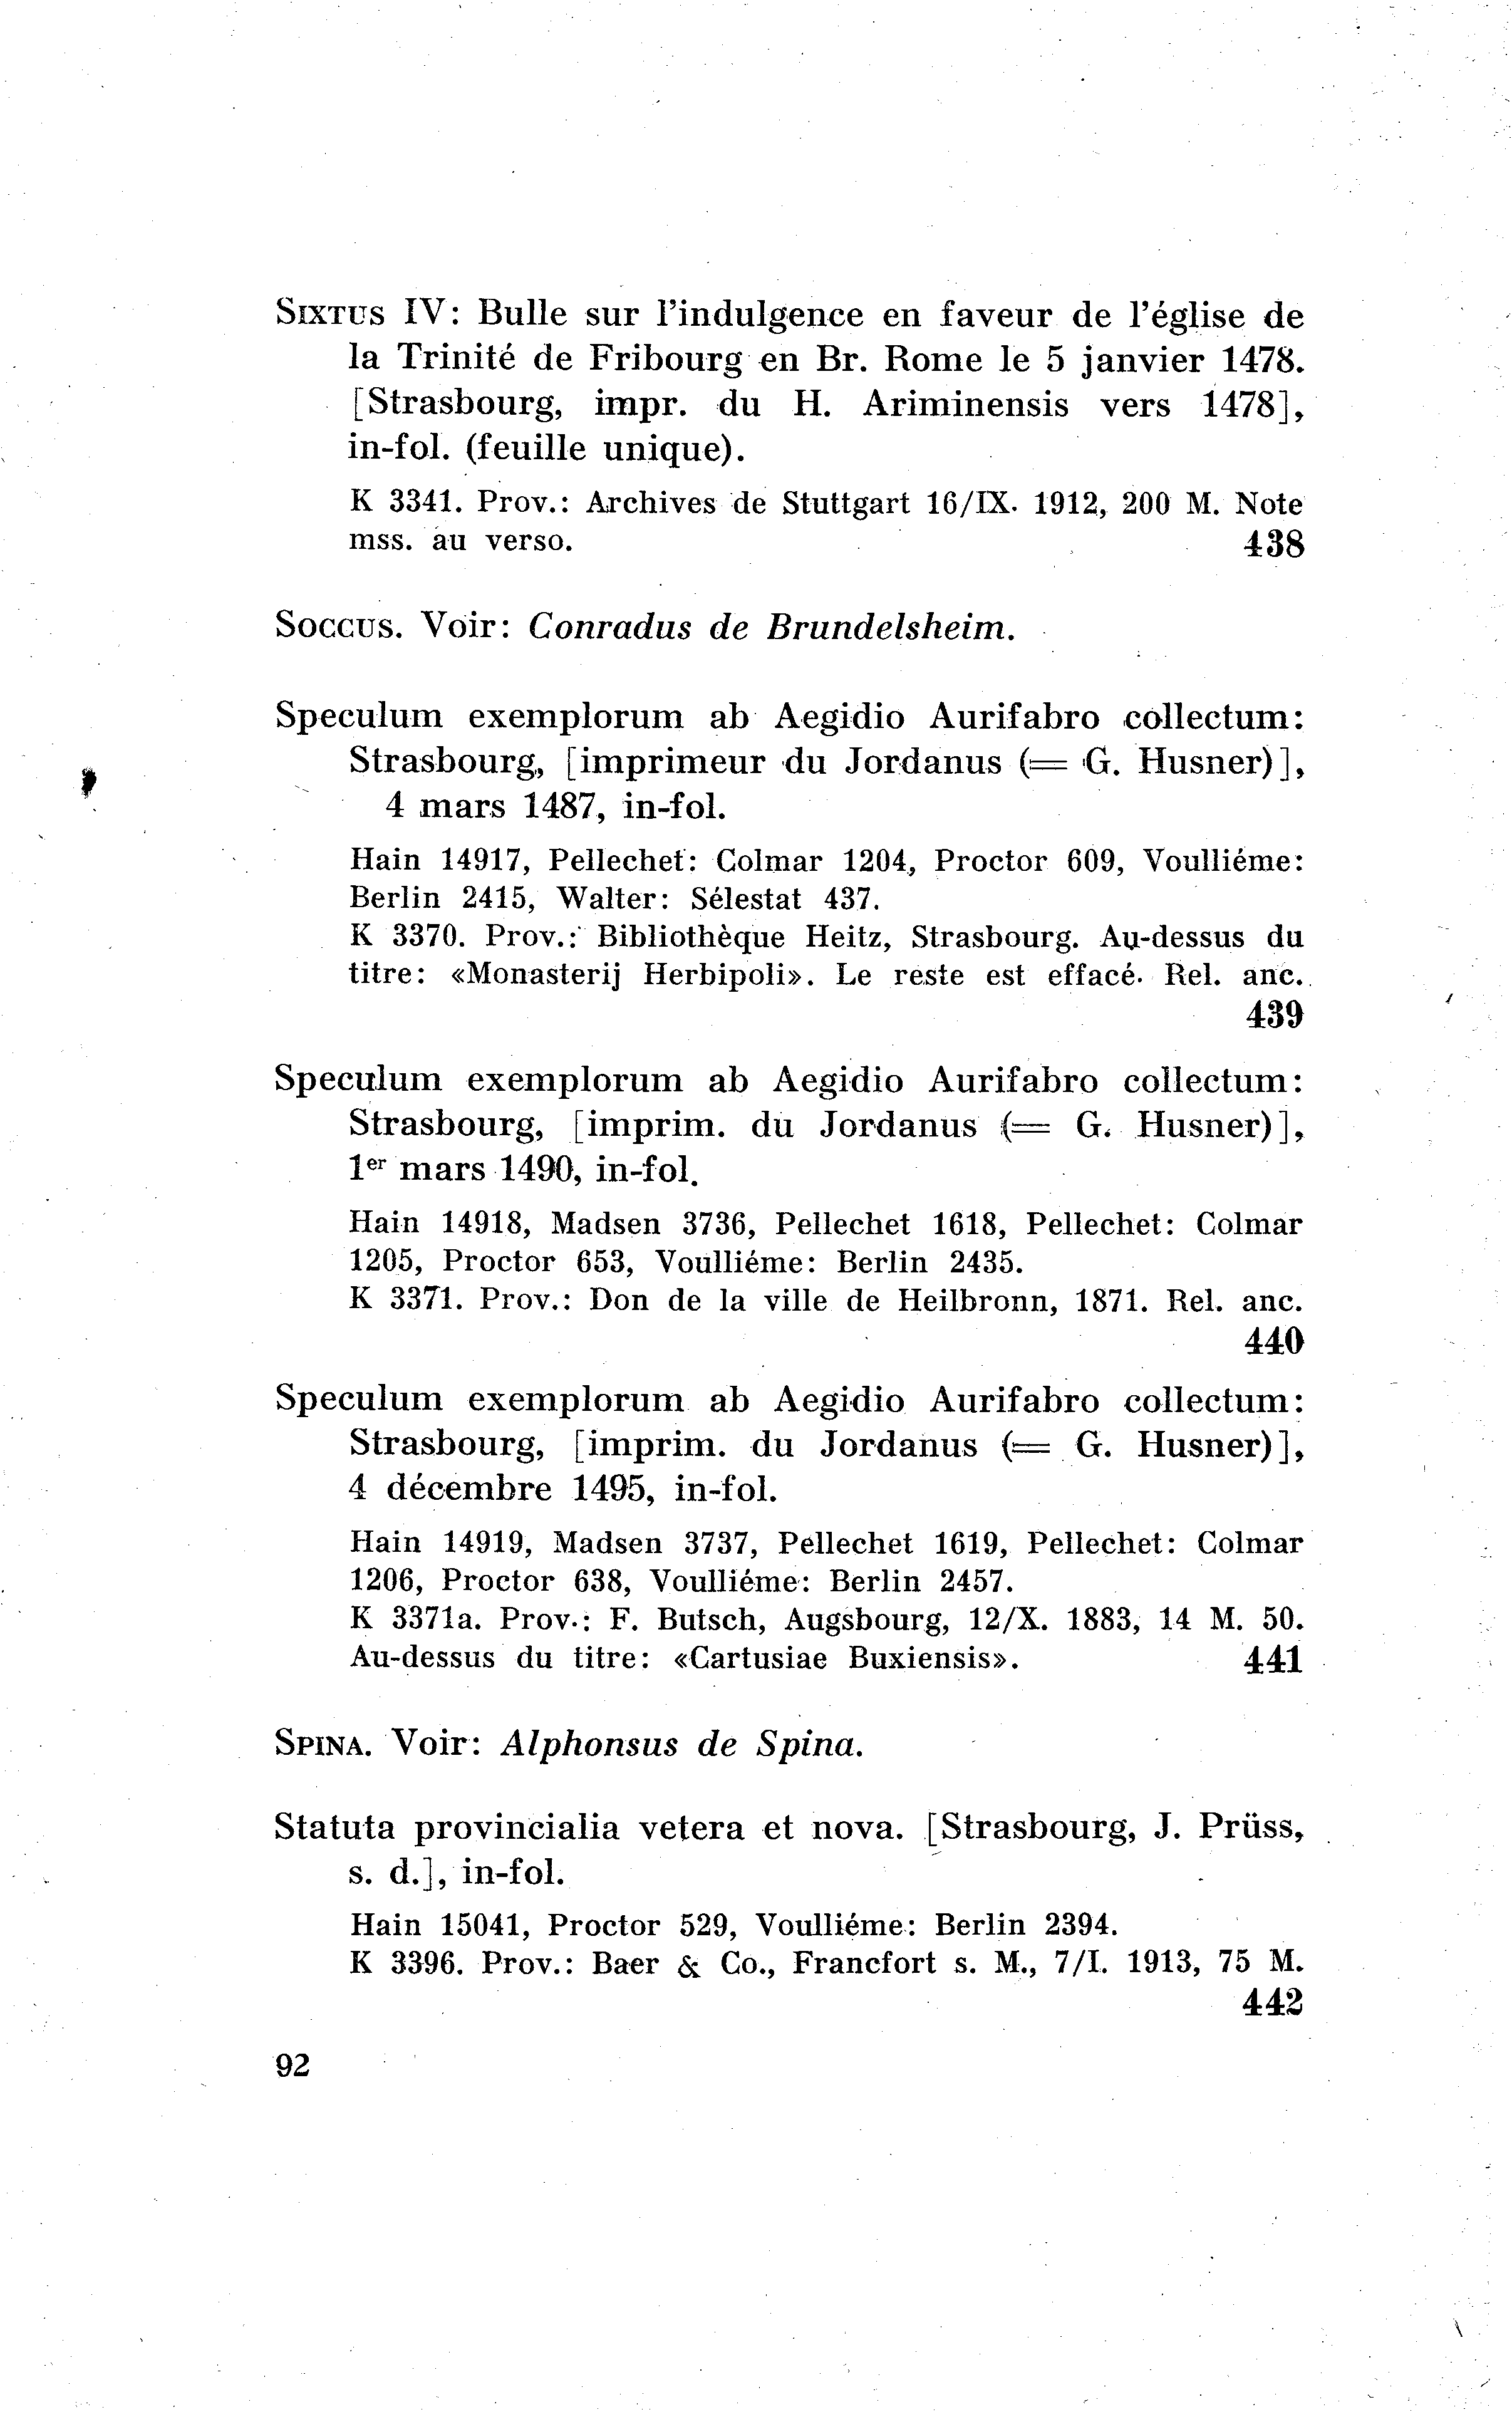 Sixtus IV: Bulle sur l'indulgence en faveur de l'église de
la Trinité de Fribourg en Br. Rome le 5 janvier 1478.
[Strasbourg, impr. du H. Ariminensis vers 1478],
in-fol. (feuille unique).
K 3341. Prov.: Archives de Stuttgart 16/IX. 1912, 200 M. Note
mss. au verso. 438
Soccus. Voir: Conradus de Brundelsheim.
Speculum exemplorum ab Aegidio Aurifabro collectum:
Strasbourg, [imprimeur du Jordanus (= G. Husner)],
4 mars 1487, in-fol.
Hain 14917, Pellechet: Colmar 1204, Proctor 609, Voulliéme:
Berlin 2415, Walter: Sélestat 437.
K 3370. Prov.: Bibliothèque Heitz, Strasbourg. Au-dessus du
titre: «Monasterij Herbipoli». Le reste est effacé. Rel. anc.
439
Speculum exemplorum ab Aegidio Aurifabro collectum:
Strasbourg, [imprim. du Jordanus (= G. Husner)],
1er mars 1490, in-fol.
Hain 14918, Madsen 3736, Pellechet 1618, Pellechet: Colmar
1205, Proctor 653, Voulliéme: Berlin 2435.
K 3371. Prov.: Don de la ville de Heilbronn, 1871. Rel. anc.
440
Speculum exemplorum ab Aegidio Aurifabro collectum:
Strasbourg, [imprim. du Jordanus (= G. Husner)],
4 décembre 1495, in-fol.
Hain 14919, Madsen 3737, Pellechet 1619, Pellechet: Colmar
1206, Proctor 638, Voulliéme: Berlin 2457.
K 3371a. Prov.: F. Butsch, Augsbourg, 12/X. 1883, 14 M. 50.
Au-dessus du titre: «Cartusiae Buxiensis». 441
Spina. Voir: Alphonsus de Spina.
Statuta provincialia vetera et nova. [Strasbourg, J. Prüss,
s. d.], in-fol.
Hain 15041, Proctor 529, Voulliéme: Berlin 2394.
K 3396. Prov.: Baer & Co., Francfort s. M., 7/I. 1913, 75 M.
442
92